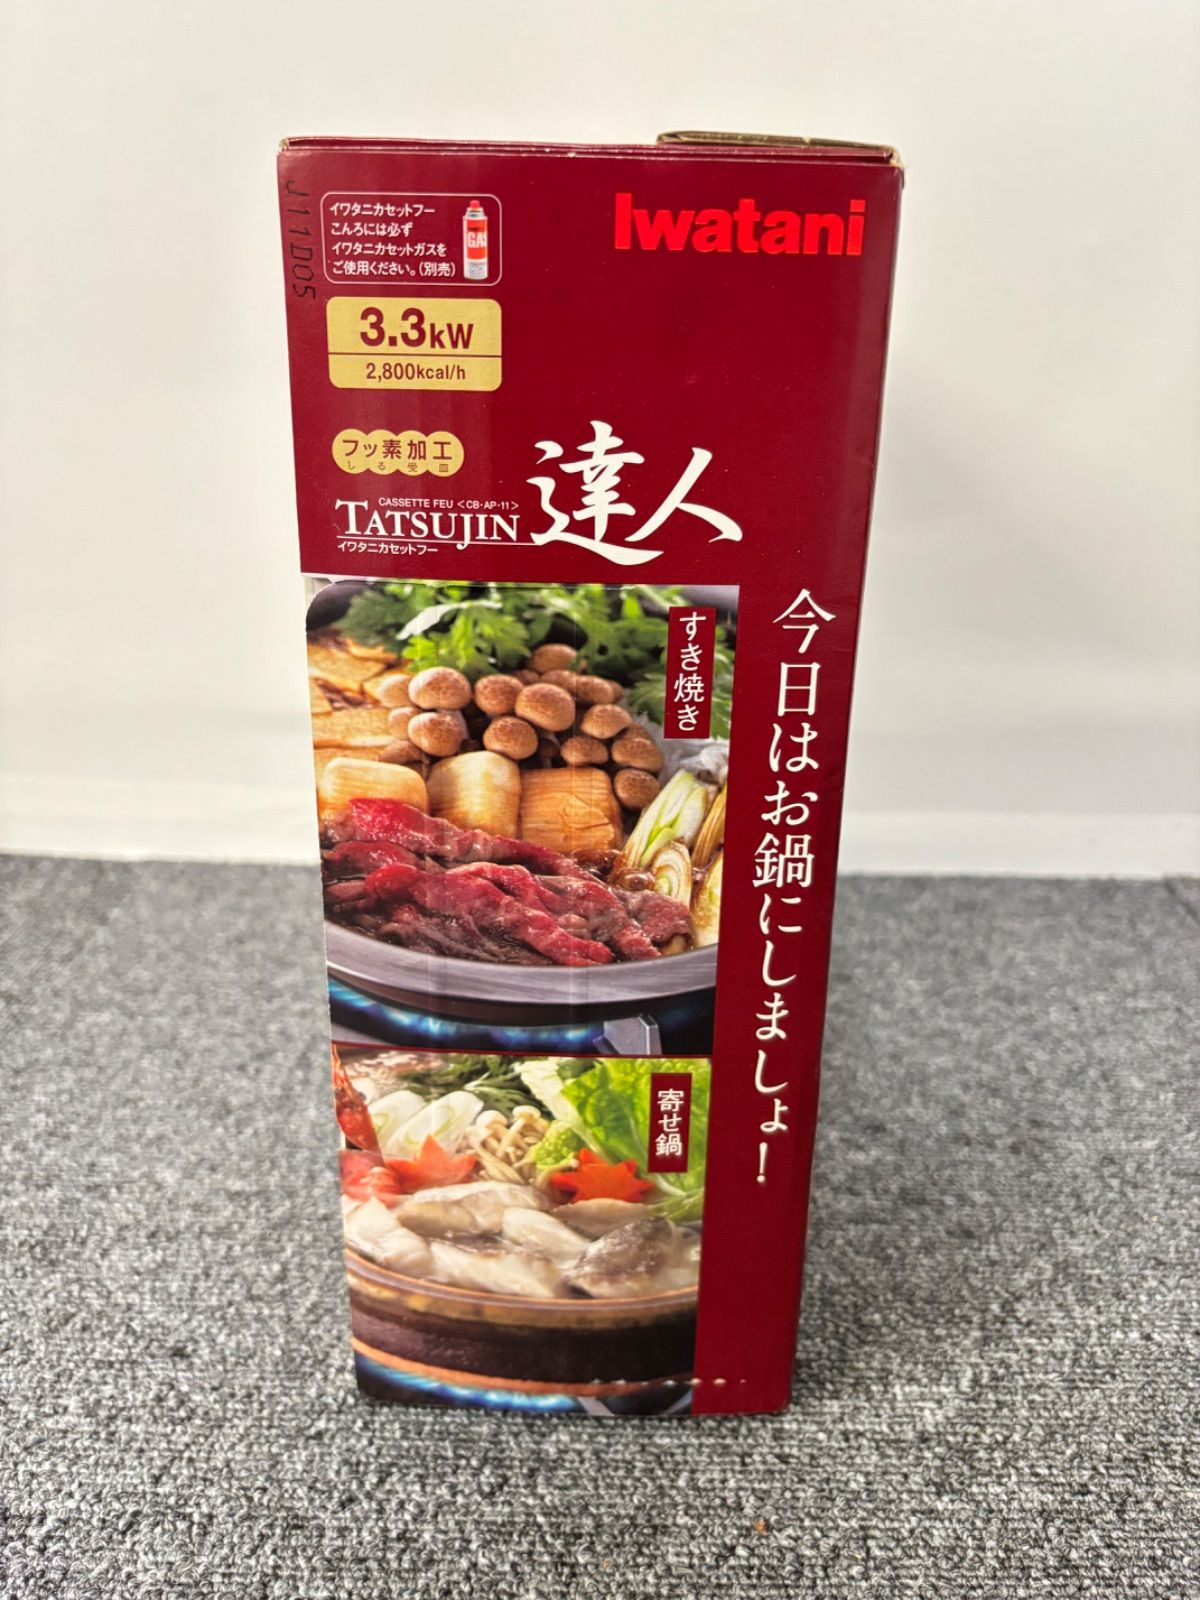 J11D05
イワタニカセットフー
こんろには必ず
イワタニカセットガスを
ご使用ください。(別売)
GAS
Iwatani
3.3kW
2,800kcal/h
フッ素加工
しる受皿
CASSETTE FEU <CB-AP-11>
TATSUJIN
達人
イワタニカセットフー
今日はお鍋にしましょ!
すき焼き
寄せ鍋